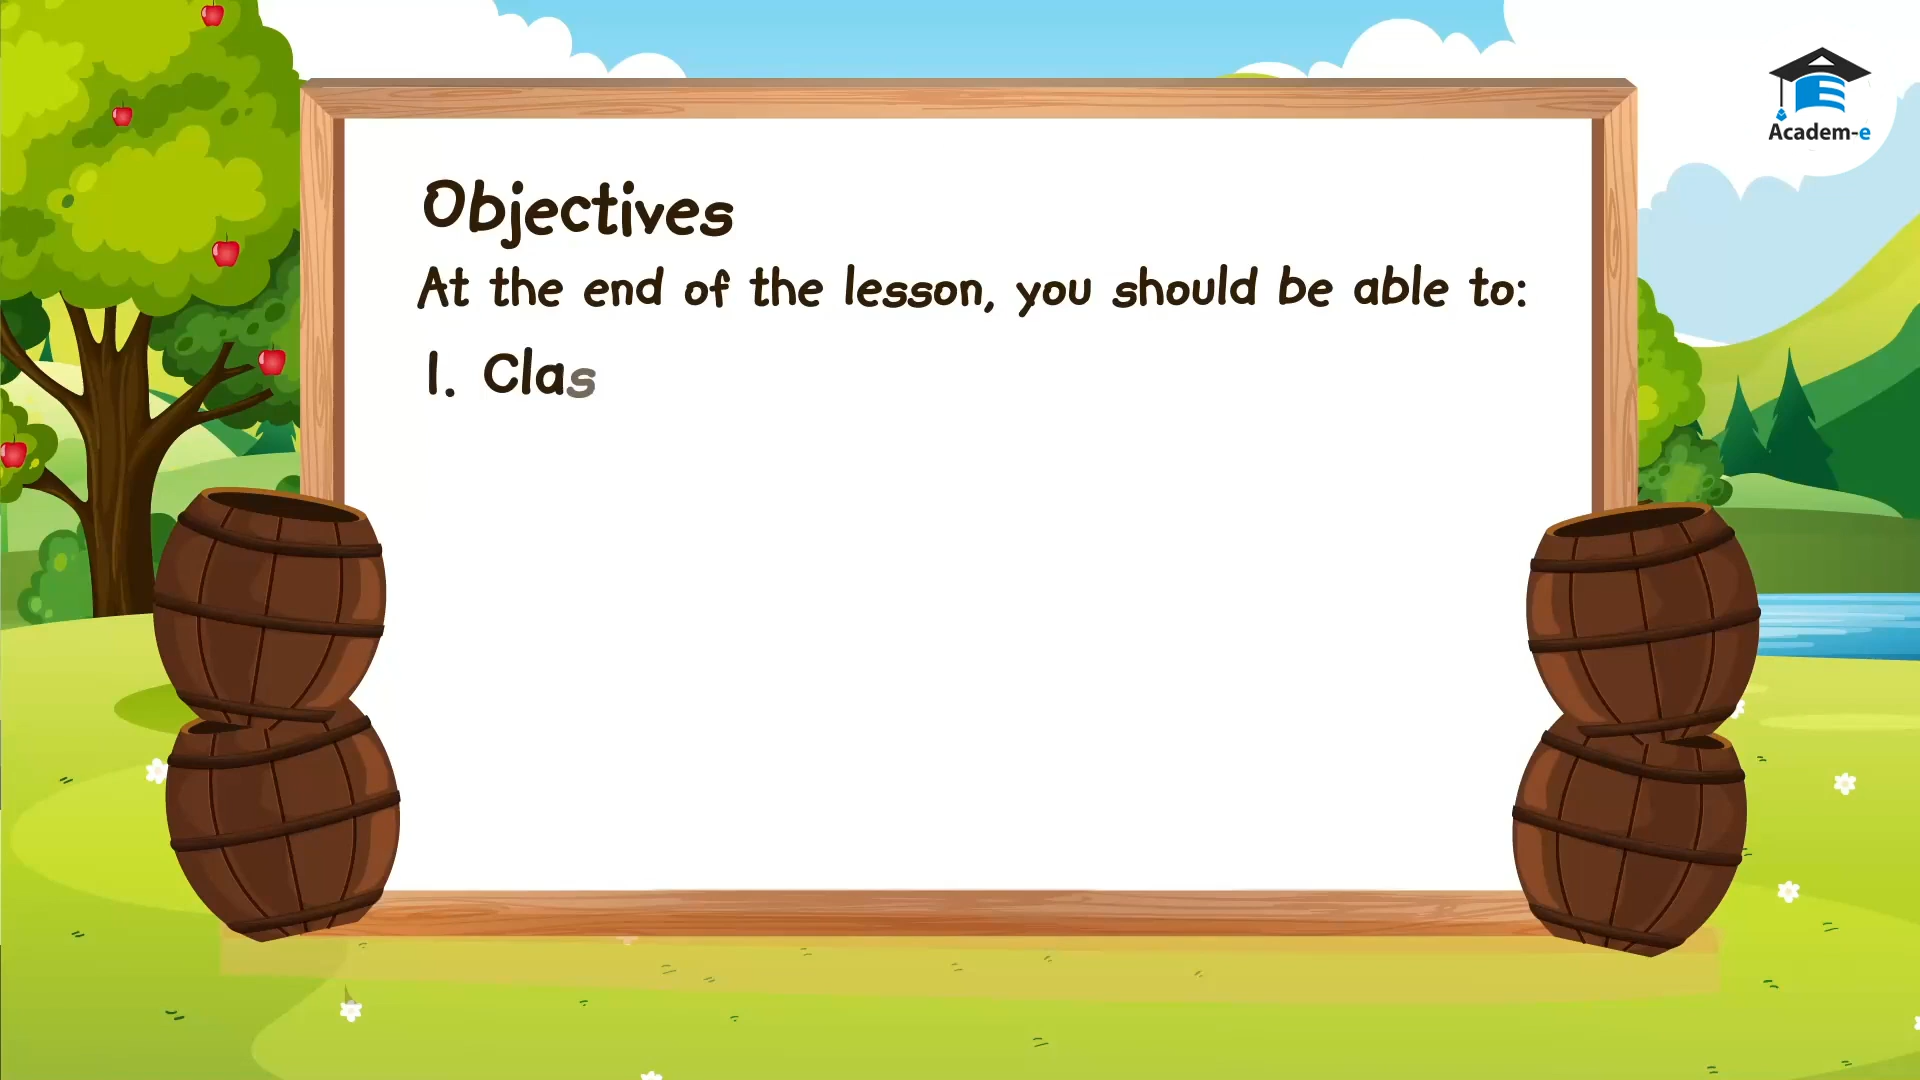 Academ-e
Objectives
At the end of the lesson, you should be able to:
1. Clas